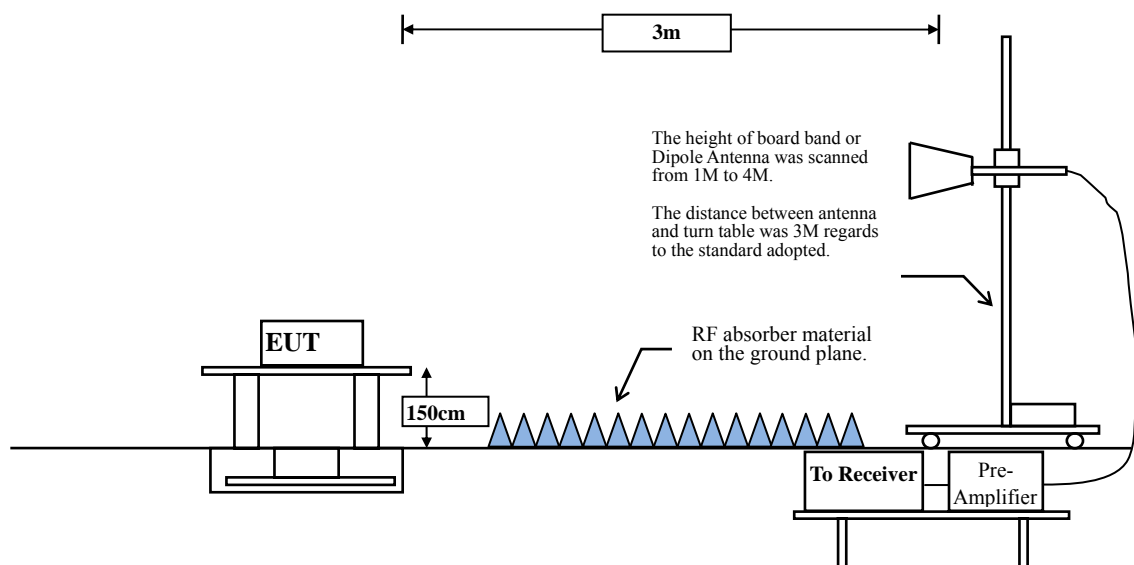 3m
The height of board band or
Dipole Antenna was scanned
from 1M to 4M.
The distance between antenna
and turn table was 3M regards
to the standard adopted.
EUT
RF absorber material
on the ground plane.
150cm
To Receiver
Pre-
Amplifier